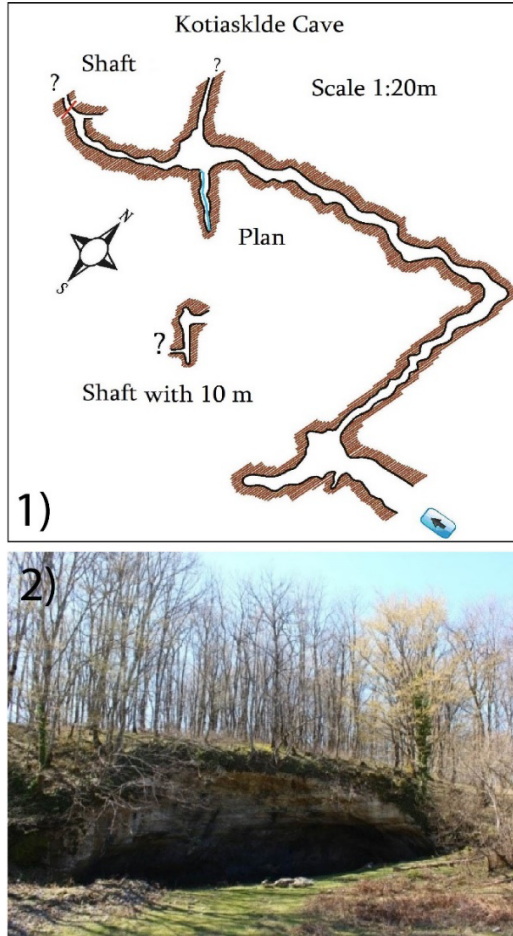 Kotiasklde Cave
Shaft
?
?
Scale 1:20m
Plan
N
S
?
Shaft with 10 m
1)
2)